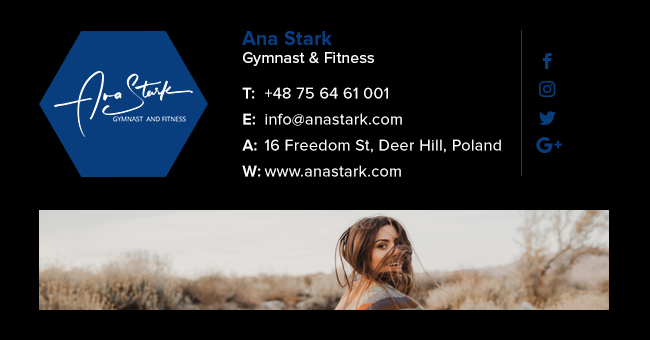 Ana Stark
GYMNAST AND FITNESS
Ana Stark
Gymnast & Fitness
T: +48 75 64 61 001
E: info@anastark.com
A: 16 Freedom St, Deer Hill, Poland
W: www.anastark.com